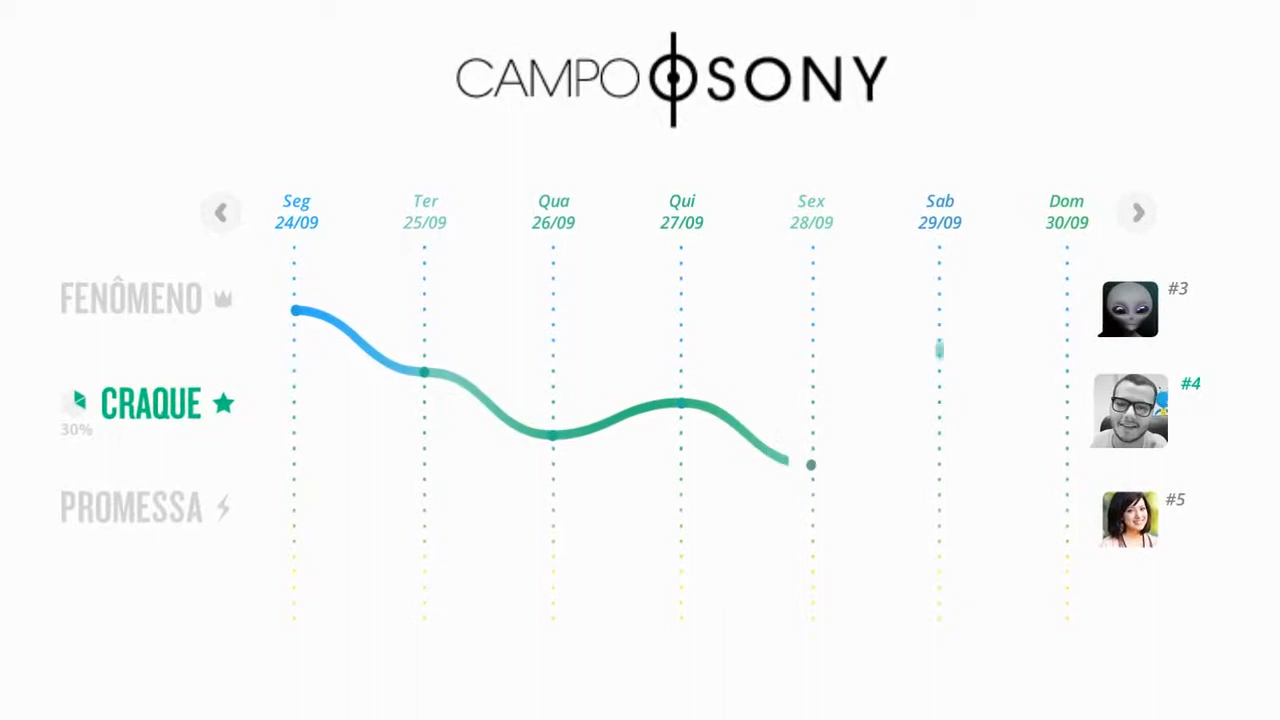 CAMPO SONY
Seg Ter Qua Qui Sex Sab Dom
24/09 25/09 26/09 27/09 28/09 29/09 30/09
FENÔMENO
#3
#4
CRAQUE
30%
PROMESSA
#5